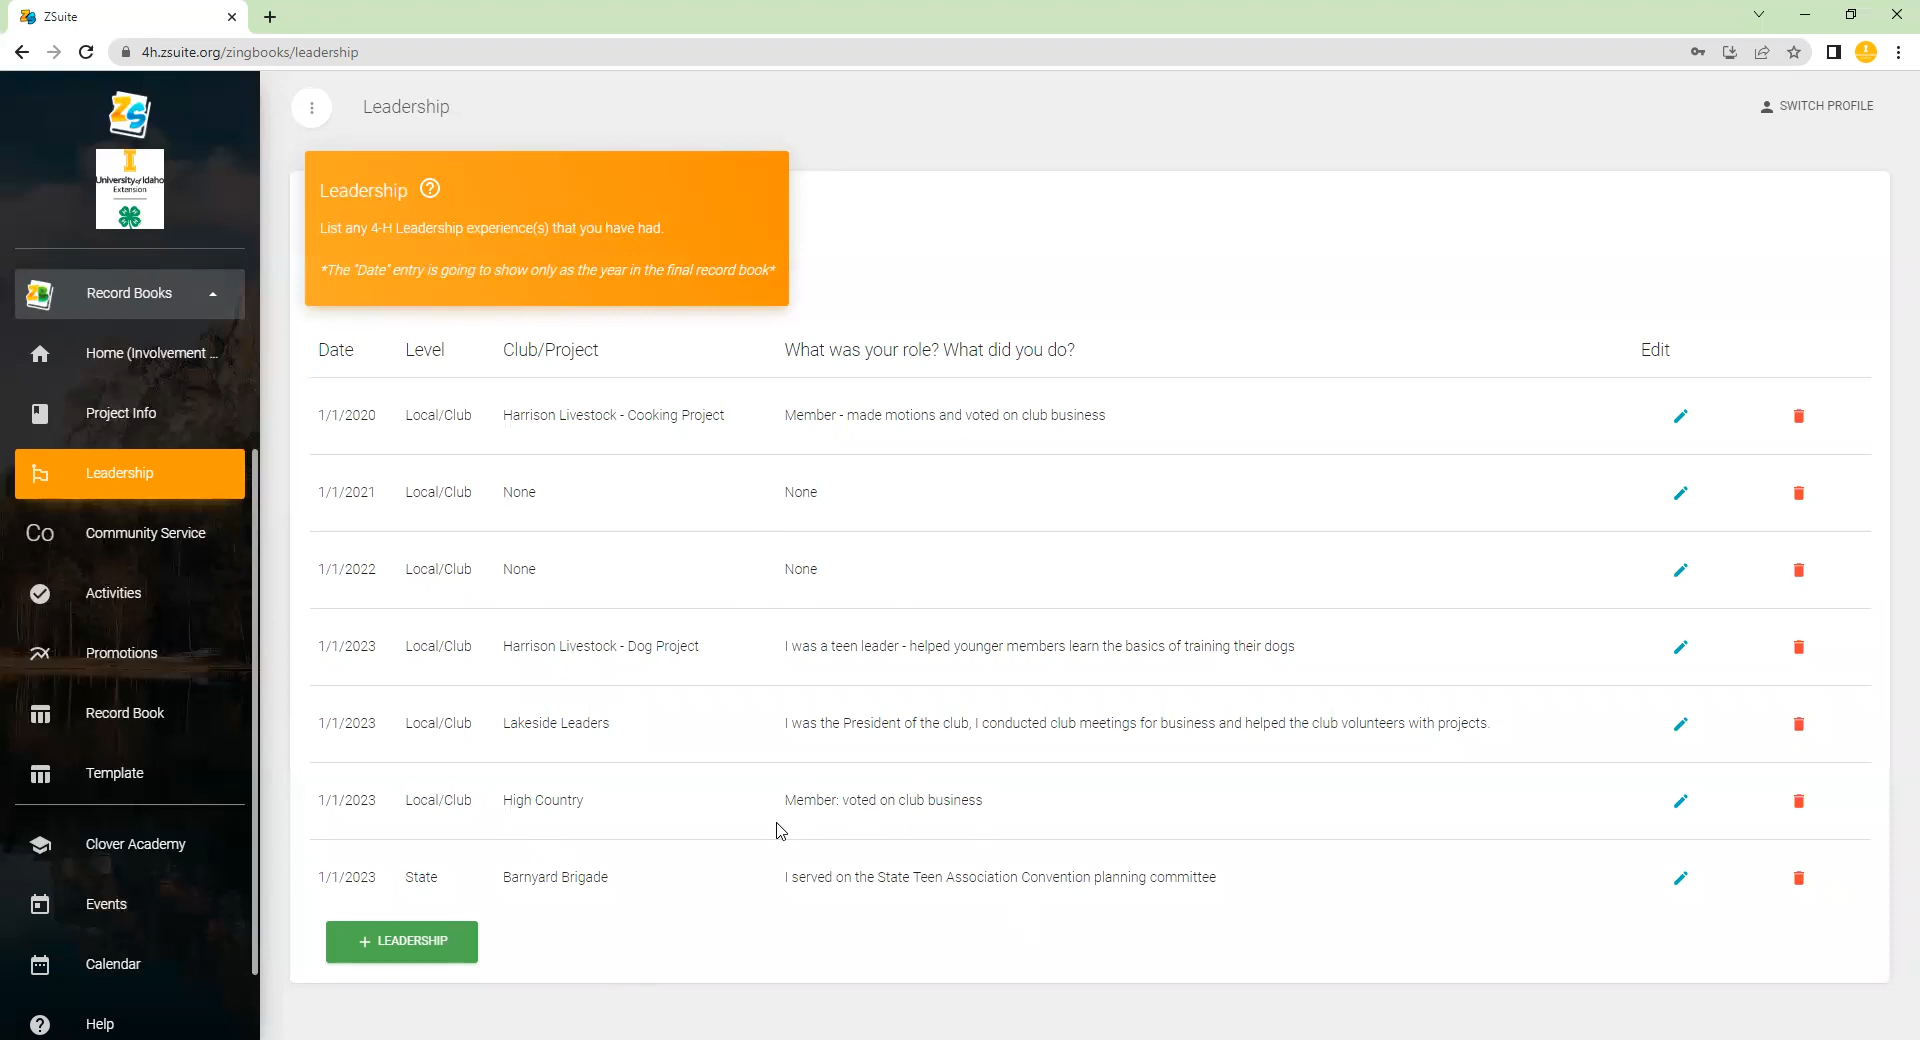 ZSuite
4h.zsuite.org/zingbooks/leadership
ZS
I
University of Idaho
Extension
ZB Record Books
Home (Involvement ...
Project Info
Leadership
Co Community Service
Activities
Promotions
Record Book
Template
Clover Academy
Events
Calendar
Help
Leadership
SWITCH PROFILE
Leadership ?
List any 4-H Leadership experience(s) that you have had.
*The "Date" entry is going to show only as the year in the final record book*
Date Level Club/Project What was your role? What did you do? Edit
1/1/2020 Local/Club Harrison Livestock - Cooking Project Member - made motions and voted on club business
1/1/2021 Local/Club None None
1/1/2022 Local/Club None None
1/1/2023 Local/Club Harrison Livestock - Dog Project I was a teen leader - helped younger members learn the basics of training their dogs
1/1/2023 Local/Club Lakeside Leaders I was the President of the club, I conducted club meetings for business and helped the club volunteers with projects.
1/1/2023 Local/Club High Country Member: voted on club business
1/1/2023 State Barnyard Brigade I served on the State Teen Association Convention planning committee
+ LEADERSHIP